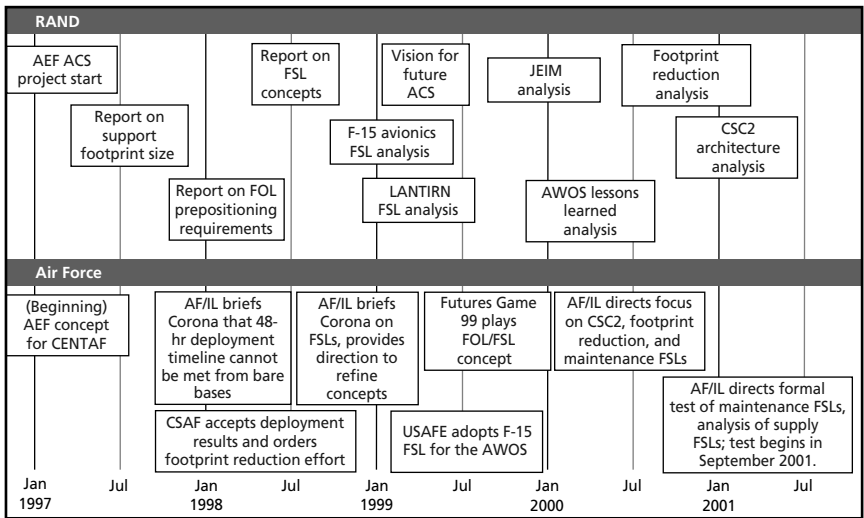 RAND
AEF ACS
project start
Report on
FSL
concepts
Vision for
future
ACS
JEIM
analysis
Footprint
reduction
analysis
Report on
support
footprint size
F-15 avionics
FSL analysis
CSC2
architecture
analysis
Report on FOL
prepositioning
requirements
LANTIRN
FSL analysis
AWOS lessons
learned
analysis
Air Force
(Beginning)
AEF concept
for CENTAF
AF/IL briefs
Corona that 48-
hr deployment
timeline cannot
be met from bare
bases
AF/IL briefs
Corona on
FSLs, provides
direction to
refine
concepts
Futures Game
99 plays
FOL/FSL
concept
AF/IL directs focus
on CSC2, footprint
reduction, and
maintenance FSLs
CSAF accepts deployment
results and orders
footprint reduction effort
USAFE adopts F-15
FSL for the AWOS
AF/IL directs formal
test of maintenance FSLs,
analysis of supply
FSLs; test begins in
September 2001.
Jan
1997
Jul
Jan
1998
Jul
Jan
1999
Jul
Jan
2000
Jul
Jan
2001
Jul